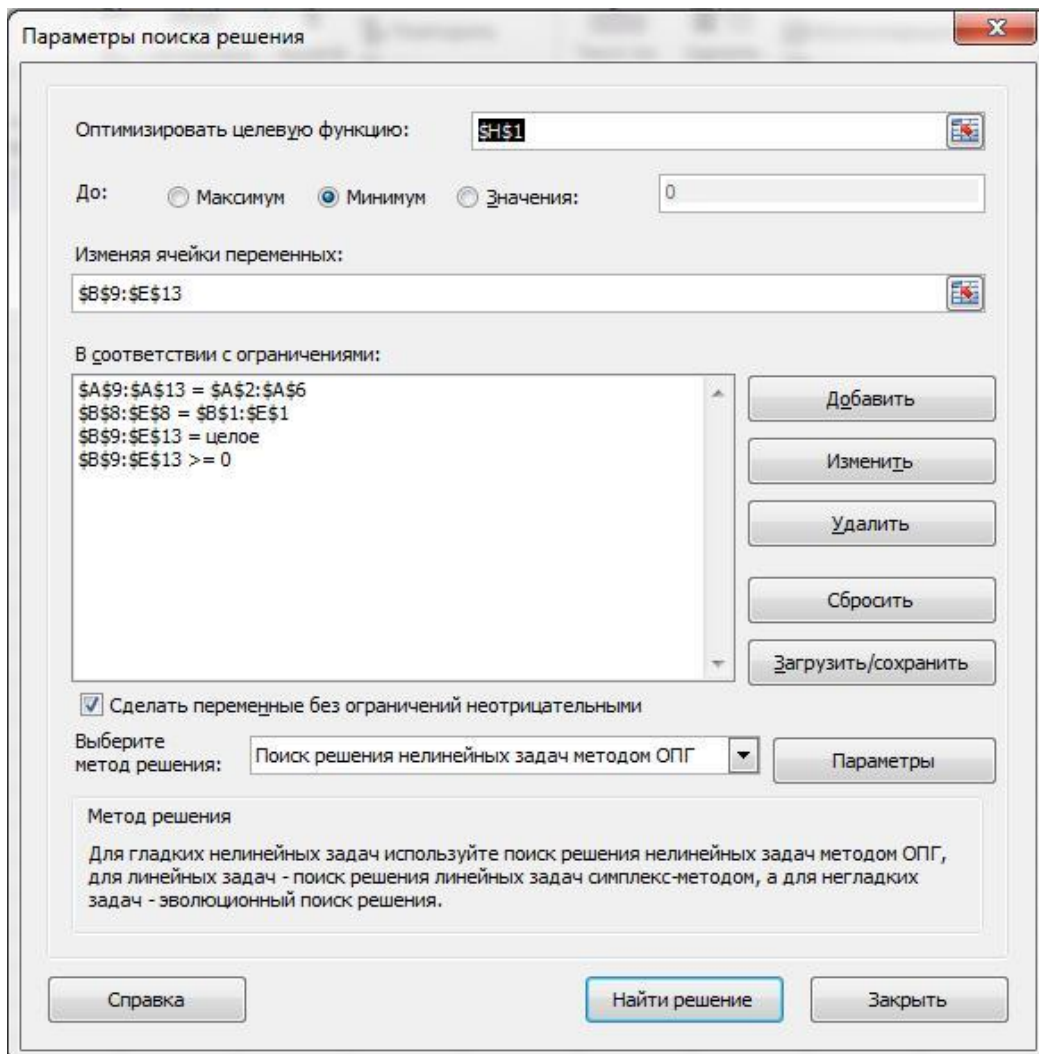 Параметры поиска решения
Оптимизировать целевую функцию: $H$1
До: Максимум Минимум Значения: 0
Изменяя ячейки переменных:
$B$9:$E$13
В соответствии с ограничениями:
$A$9:$A$13 = $A$2:$A$6
$B$8:$E$8 = $B$1:$E$1
$B$9:$E$13 = целое
$B$9:$E$13 >= 0
Добавить
Изменить
Удалить
Сбросить
Загрузить/сохранить
Сделать переменные без ограничений неотрицательными
Выберите
метод решения:
Поиск решения нелинейных задач методом ОПГ
Параметры
Метод решения
Для гладких нелинейных задач используйте поиск решения нелинейных задач методом ОПГ,
для линейных задач - поиск решения линейных задач симплекс-методом, а для негладких
задач - эволюционный поиск решения.
Справка Найти решение Закрыть